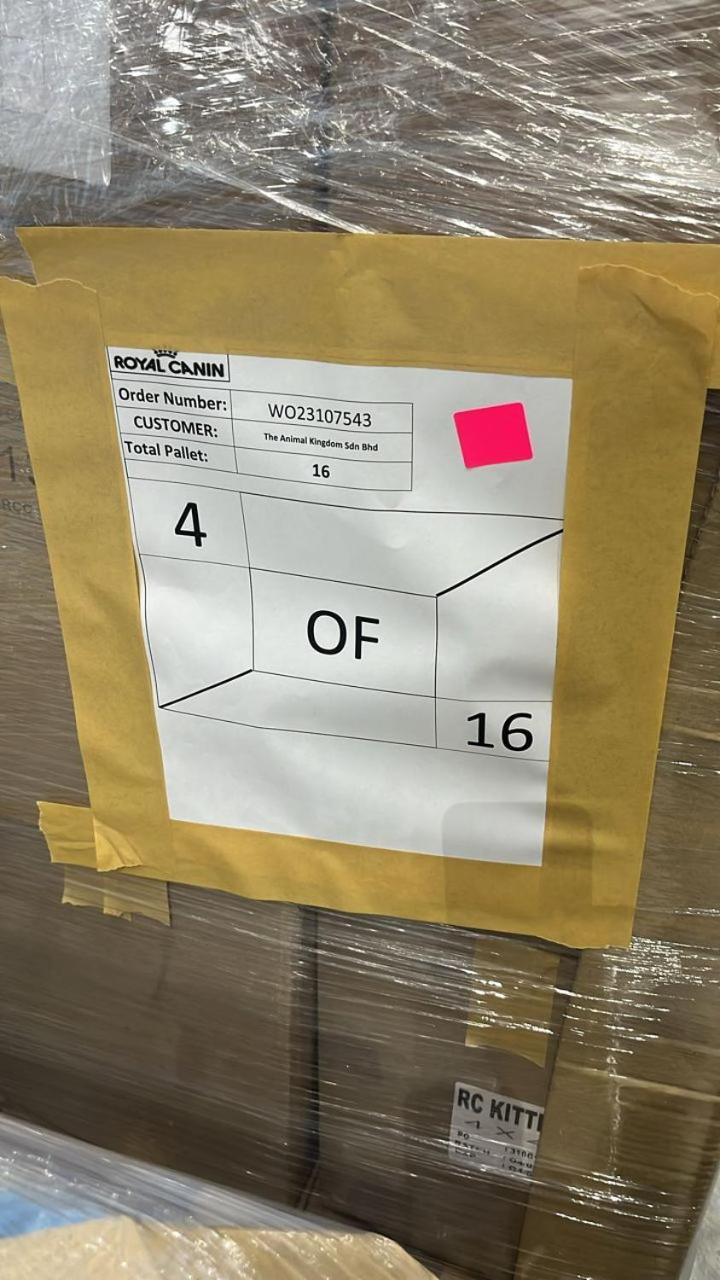 ROYAL CANIN
Order Number: WO23107543
CUSTOMER: The Animal Kingdom Sdn Bhd
Total Pallet: 16
4
OF
16
RC KITT